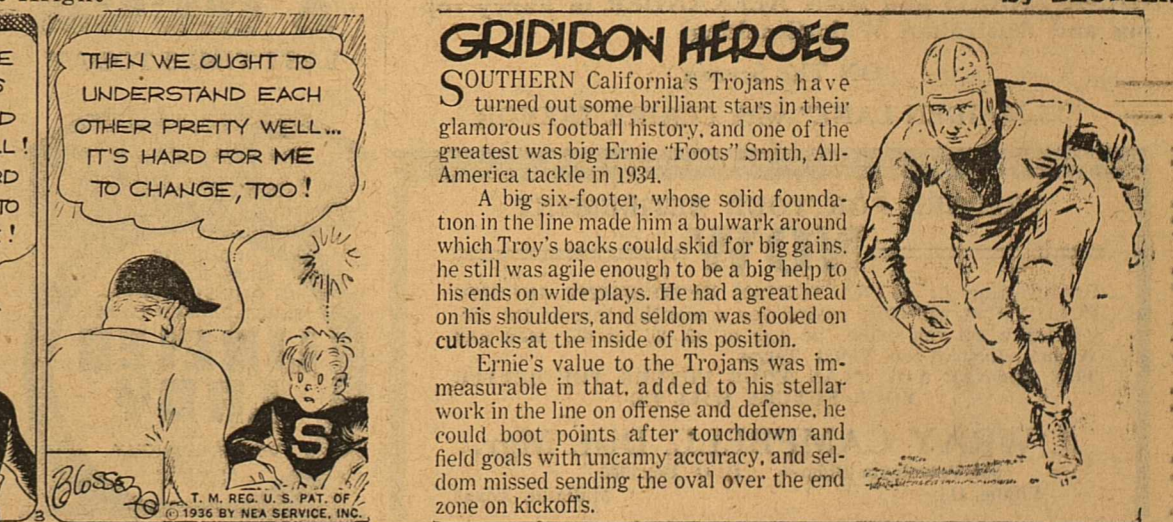 THEN WE OUGHT TO
UNDERSTAND EACH
OTHER PRETTY WELL...
IT'S HARD FOR ME
TO CHANGE, TOO!
S
BLOSSER
T. M. REG. U. S. PAT. OF
© 1936 BY NEA SERVICE, INC.
3
GRIDIRON HEROES
SOUTHERN California's Trojans have
turned out some brilliant stars in their
glamorous football history, and one of the
greatest was big Ernie "Foots" Smith, All-
America tackle in 1934.
A big six-footer, whose solid founda-
tion in the line made him a bulwark around
which Troy's backs could skid for big gains.
he still was agile enough to be a big help to
his ends on wide plays. He had a great head
on his shoulders, and seldom was fooled on
cutbacks at the inside of his position.
Ernie's value to the Trojans was im-
measurable in that, added to his stellar
work in the line on offense and defense, he
could boot points after touchdown and
field goals with uncanny accuracy, and sel-
dom missed sending the oval over the end
zone on kickoffs.